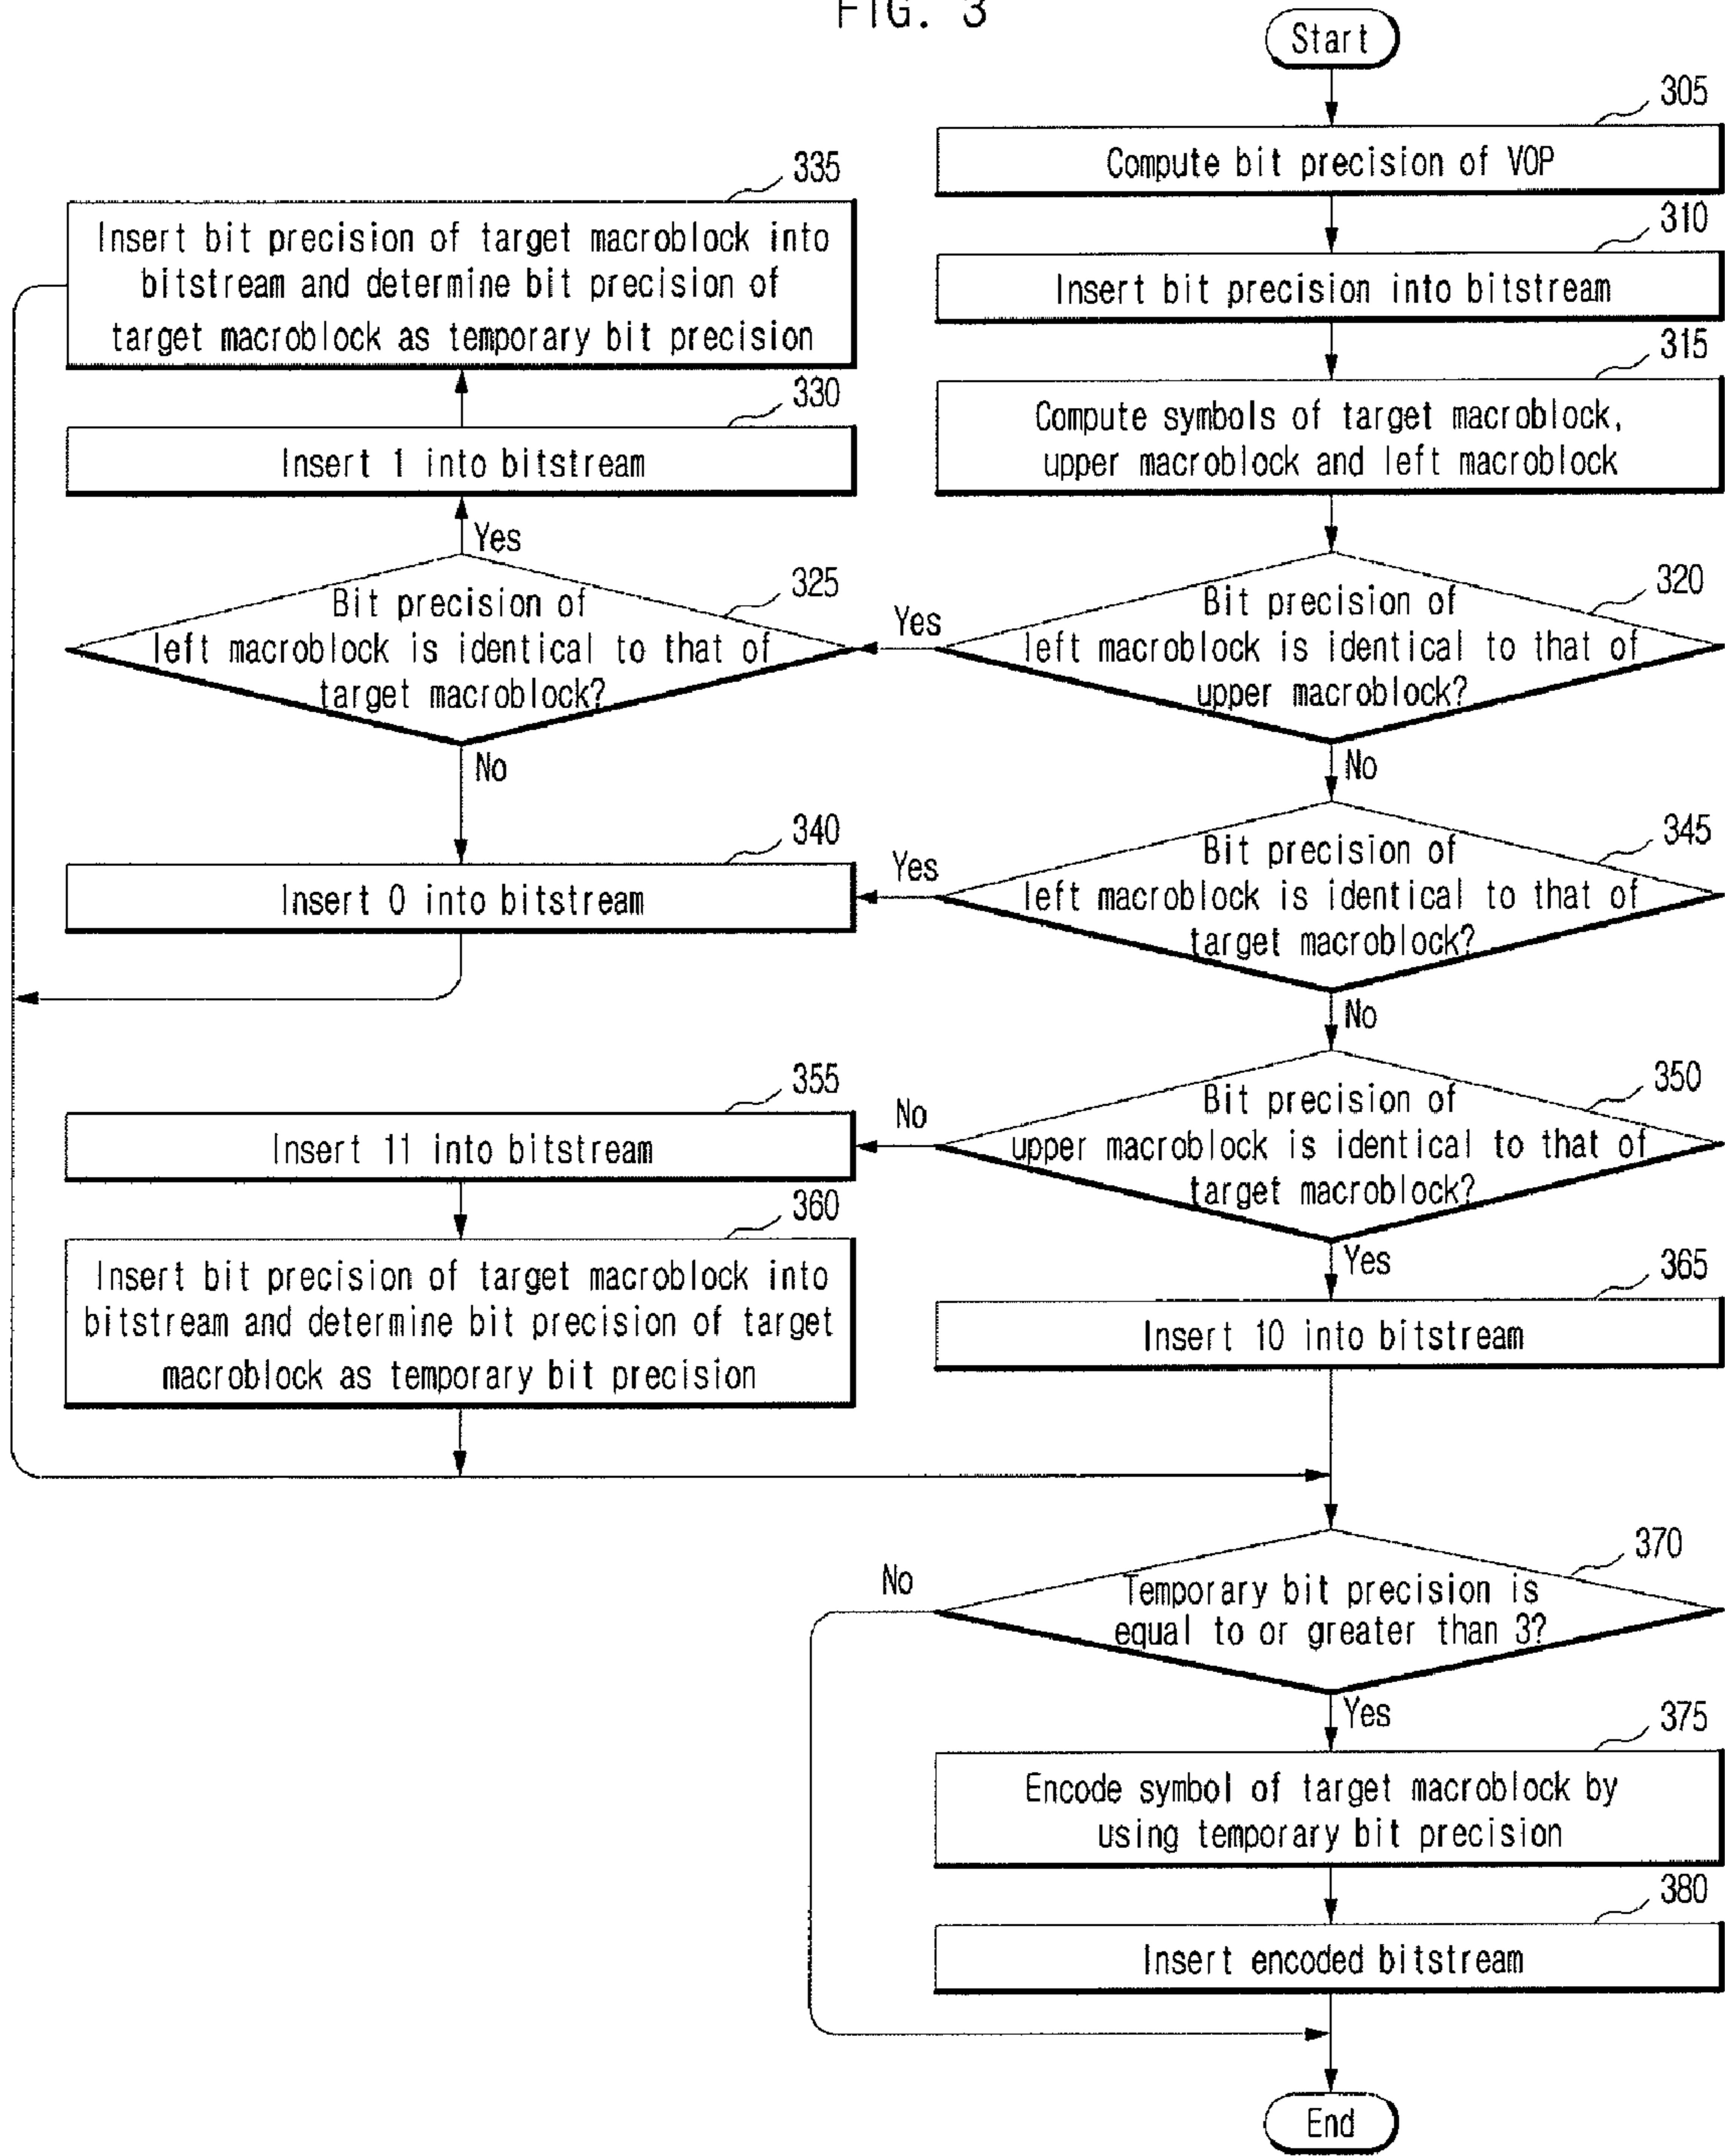 FIG. 3
Start
305
Compute bit precision of VOP
310
Insert bit precision into bitstream
315
Compute symbols of target macroblock,
upper macroblock and left macroblock
320
Bit precision of
left macroblock is identical to that of
upper macroblock?
Yes
No
325
Bit precision of
left macroblock is identical to that of
target macroblock?
Yes
No
330
Insert 1 into bitstream
335
Insert bit precision of target macroblock into
bitstream and determine bit precision of
target macroblock as temporary bit precision
340
Insert 0 into bitstream
345
Bit precision of
left macroblock is identical to that of
target macroblock?
Yes
No
350
Bit precision of
upper macroblock is identical to that of
target macroblock?
No
Yes
355
Insert 11 into bitstream
360
Insert bit precision of target macroblock into
bitstream and determine bit precision of target
macroblock as temporary bit precision
365
Insert 10 into bitstream
370
Temporary bit precision is
equal to or greater than 3?
No
Yes
375
Encode symbol of target macroblock by
using temporary bit precision
380
Insert encoded bitstream
End